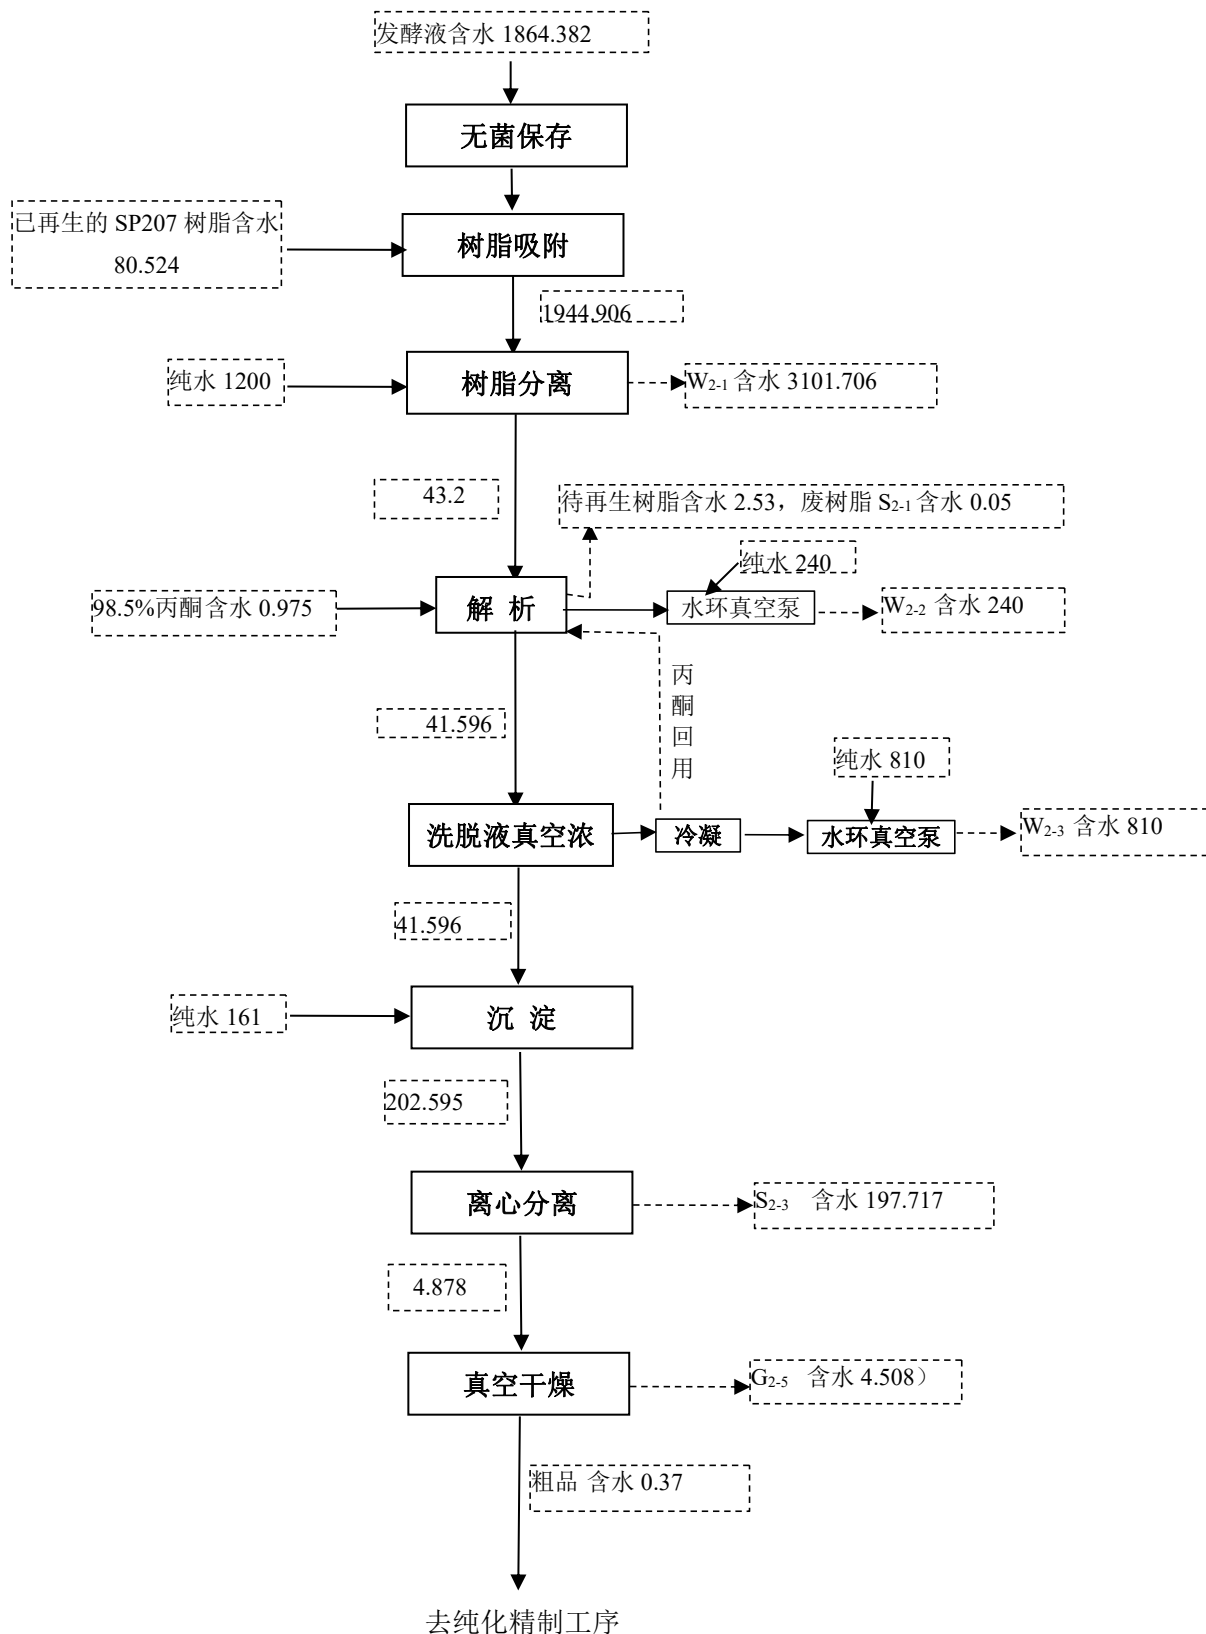 发酵液含水 1864.382
无菌保存
已再生的 SP207 树脂含水
80.524
树脂吸附
1944.906
纯水 1200
树脂分离
W2-1 含水 3101.706
43.2
待再生树脂含水 2.53，废树脂 S2-1 含水 0.05
纯水 240
98.5%丙酮含水 0.975
解 析
水环真空泵
W2-2 含水 240
丙酮回用
41.596
纯水 810
洗脱液真空浓
冷凝
水环真空泵
W2-3 含水 810
41.596
纯水 161
沉 淀
202.595
离心分离
S2-3 含水 197.717
4.878
真空干燥
G2-5 含水 4.508）
粗品 含水 0.37
去纯化精制工序